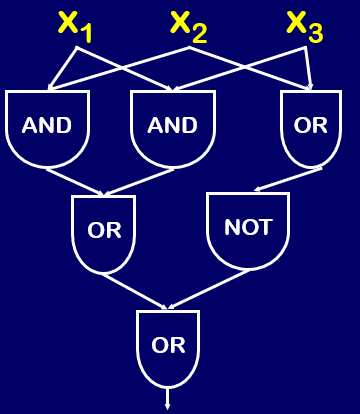 x₁ x₂ x₃
AND AND OR
OR NOT
OR